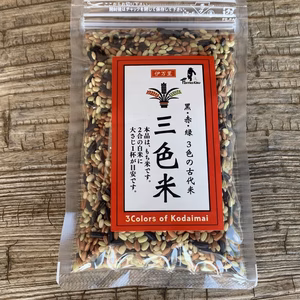 伊万里
黒・赤・緑 3色の古代米
三色米
本品は、もち米です。
2合の白米に
大さじ一杯が目安です。
3Colors of Kodaimai